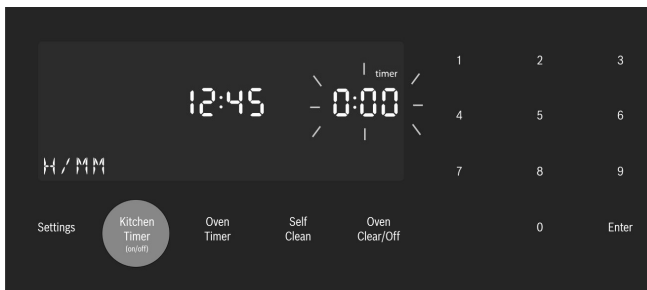 timer
12:45
0:00
H/MM
1 2 3
4 5 6
7 8 9
0 Enter
Settings
Kitchen
Timer
(on/off)
Oven
Timer
Self
Clean
Oven
Clear/Off